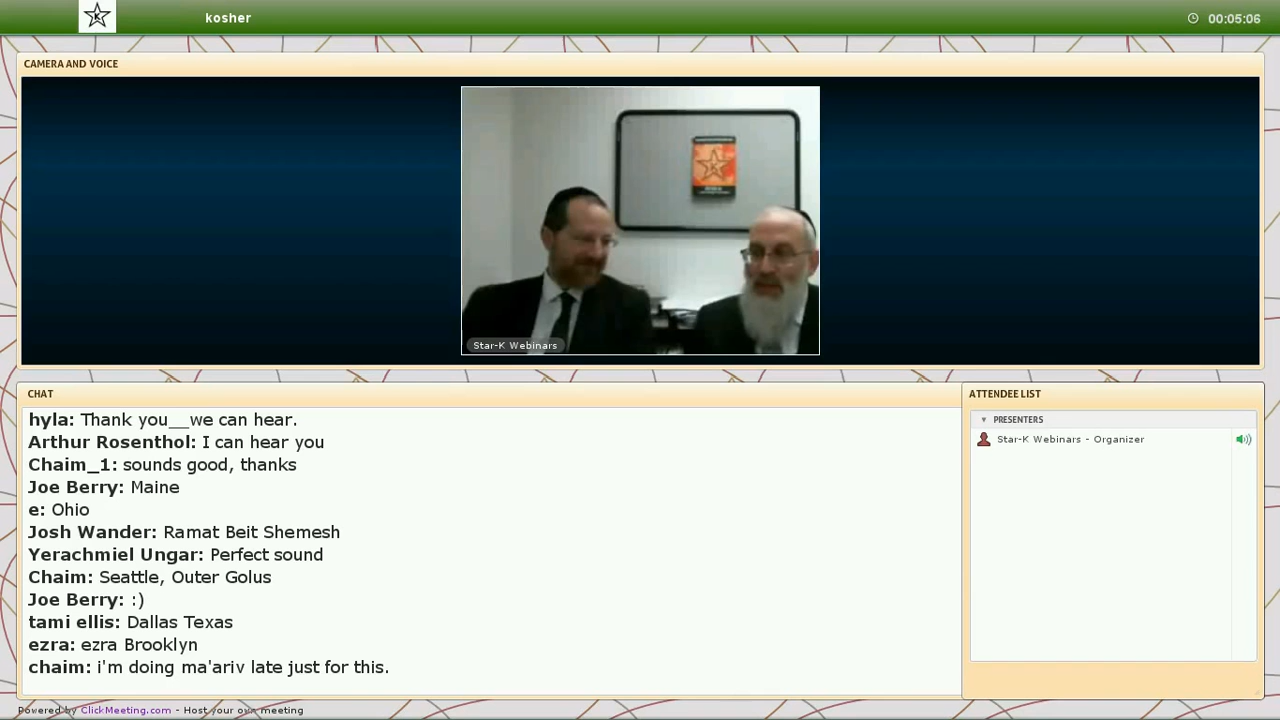 K
kosher
00:05:06
CAMERA AND VOICE
K
Star-K Webinars
CHAT
hyla: Thank you__we can hear.
Arthur Rosenthol: I can hear you
Chaim_1: sounds good, thanks
Joe Berry: Maine
e: Ohio
Josh Wander: Ramat Beit Shemesh
Yerachmiel Ungar: Perfect sound
Chaim: Seattle, Outer Golus
Joe Berry: :)
tami ellis: Dallas Texas
ezra: ezra Brooklyn
chaim: i'm doing ma'ariv late just for this.
ATTENDEE LIST
PRESENTERS
Star-K Webinars - Organizer
Powered by ClickMeeting.com - Host your own meeting